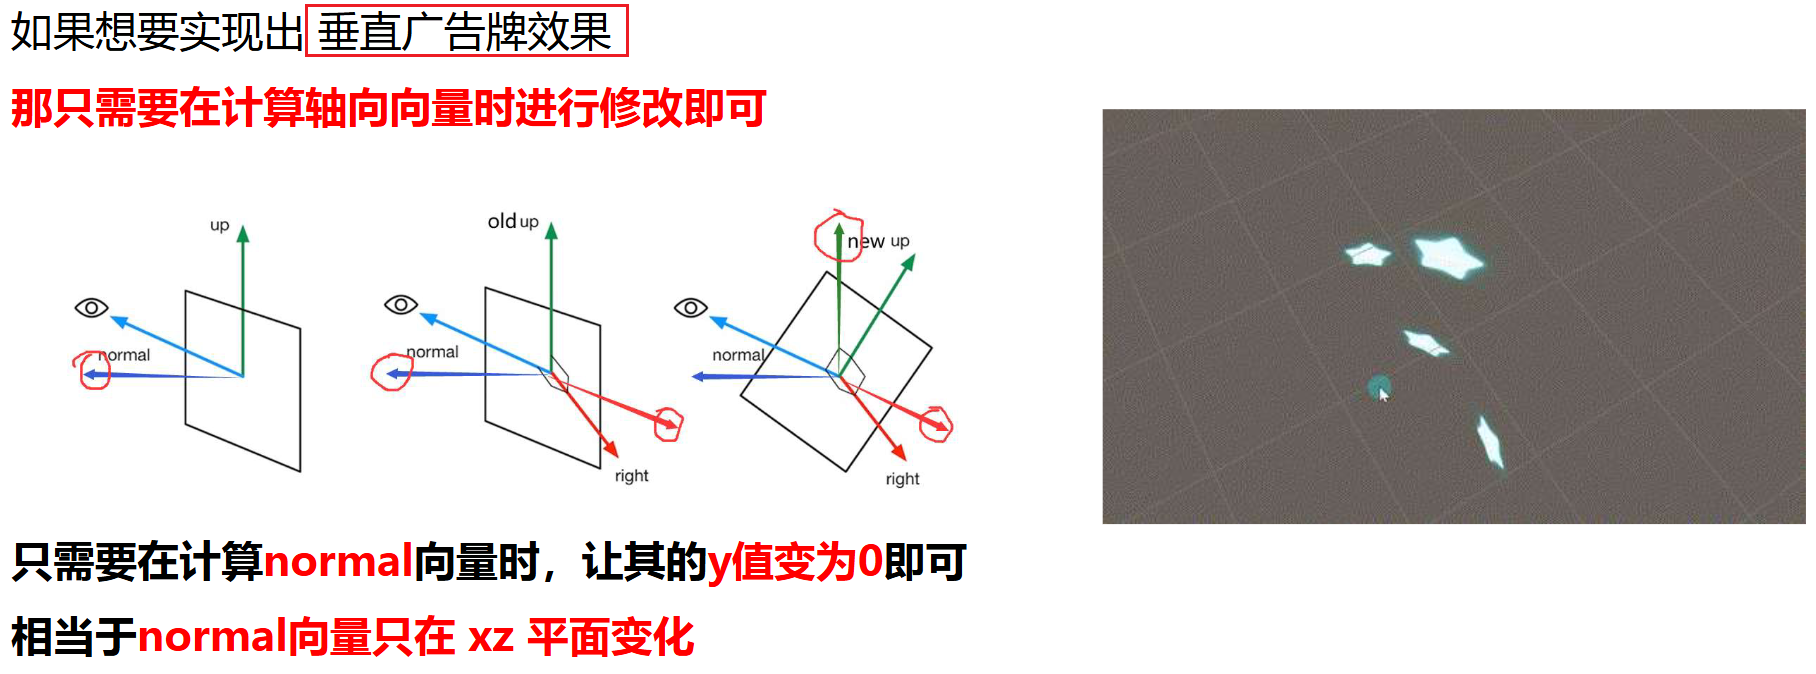 如果想要实现出 垂直广告牌效果
那只需要在计算轴向向量时进行修改即可
up
normal
old up
normal
right
new up
normal
right
只需要在计算normal向量时，让其的y值变为0即可
相当于normal向量只在 xz 平面变化